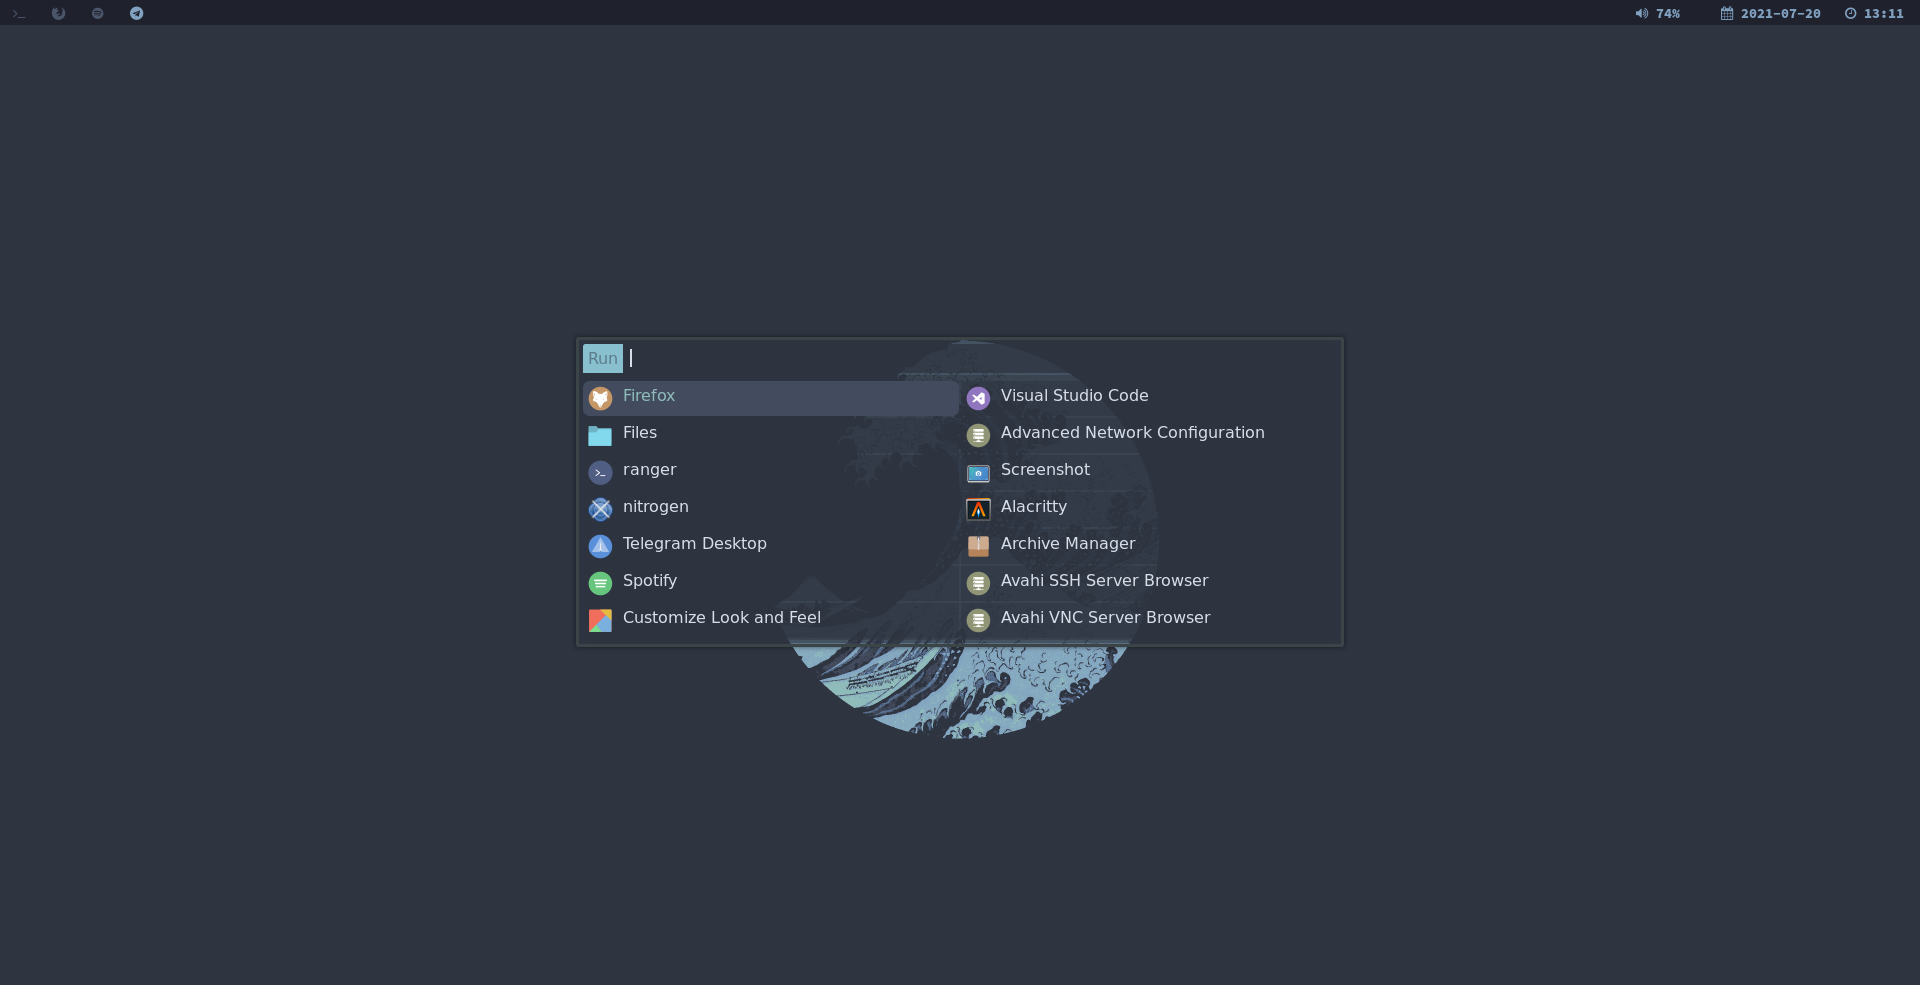 74% 2021-07-20 13:11
Run
Firefox
Files
ranger
nitrogen
Telegram Desktop
Spotify
Customize Look and Feel
Visual Studio Code
Advanced Network Configuration
Screenshot
Alacritty
Archive Manager
Avahi SSH Server Browser
Avahi VNC Server Browser